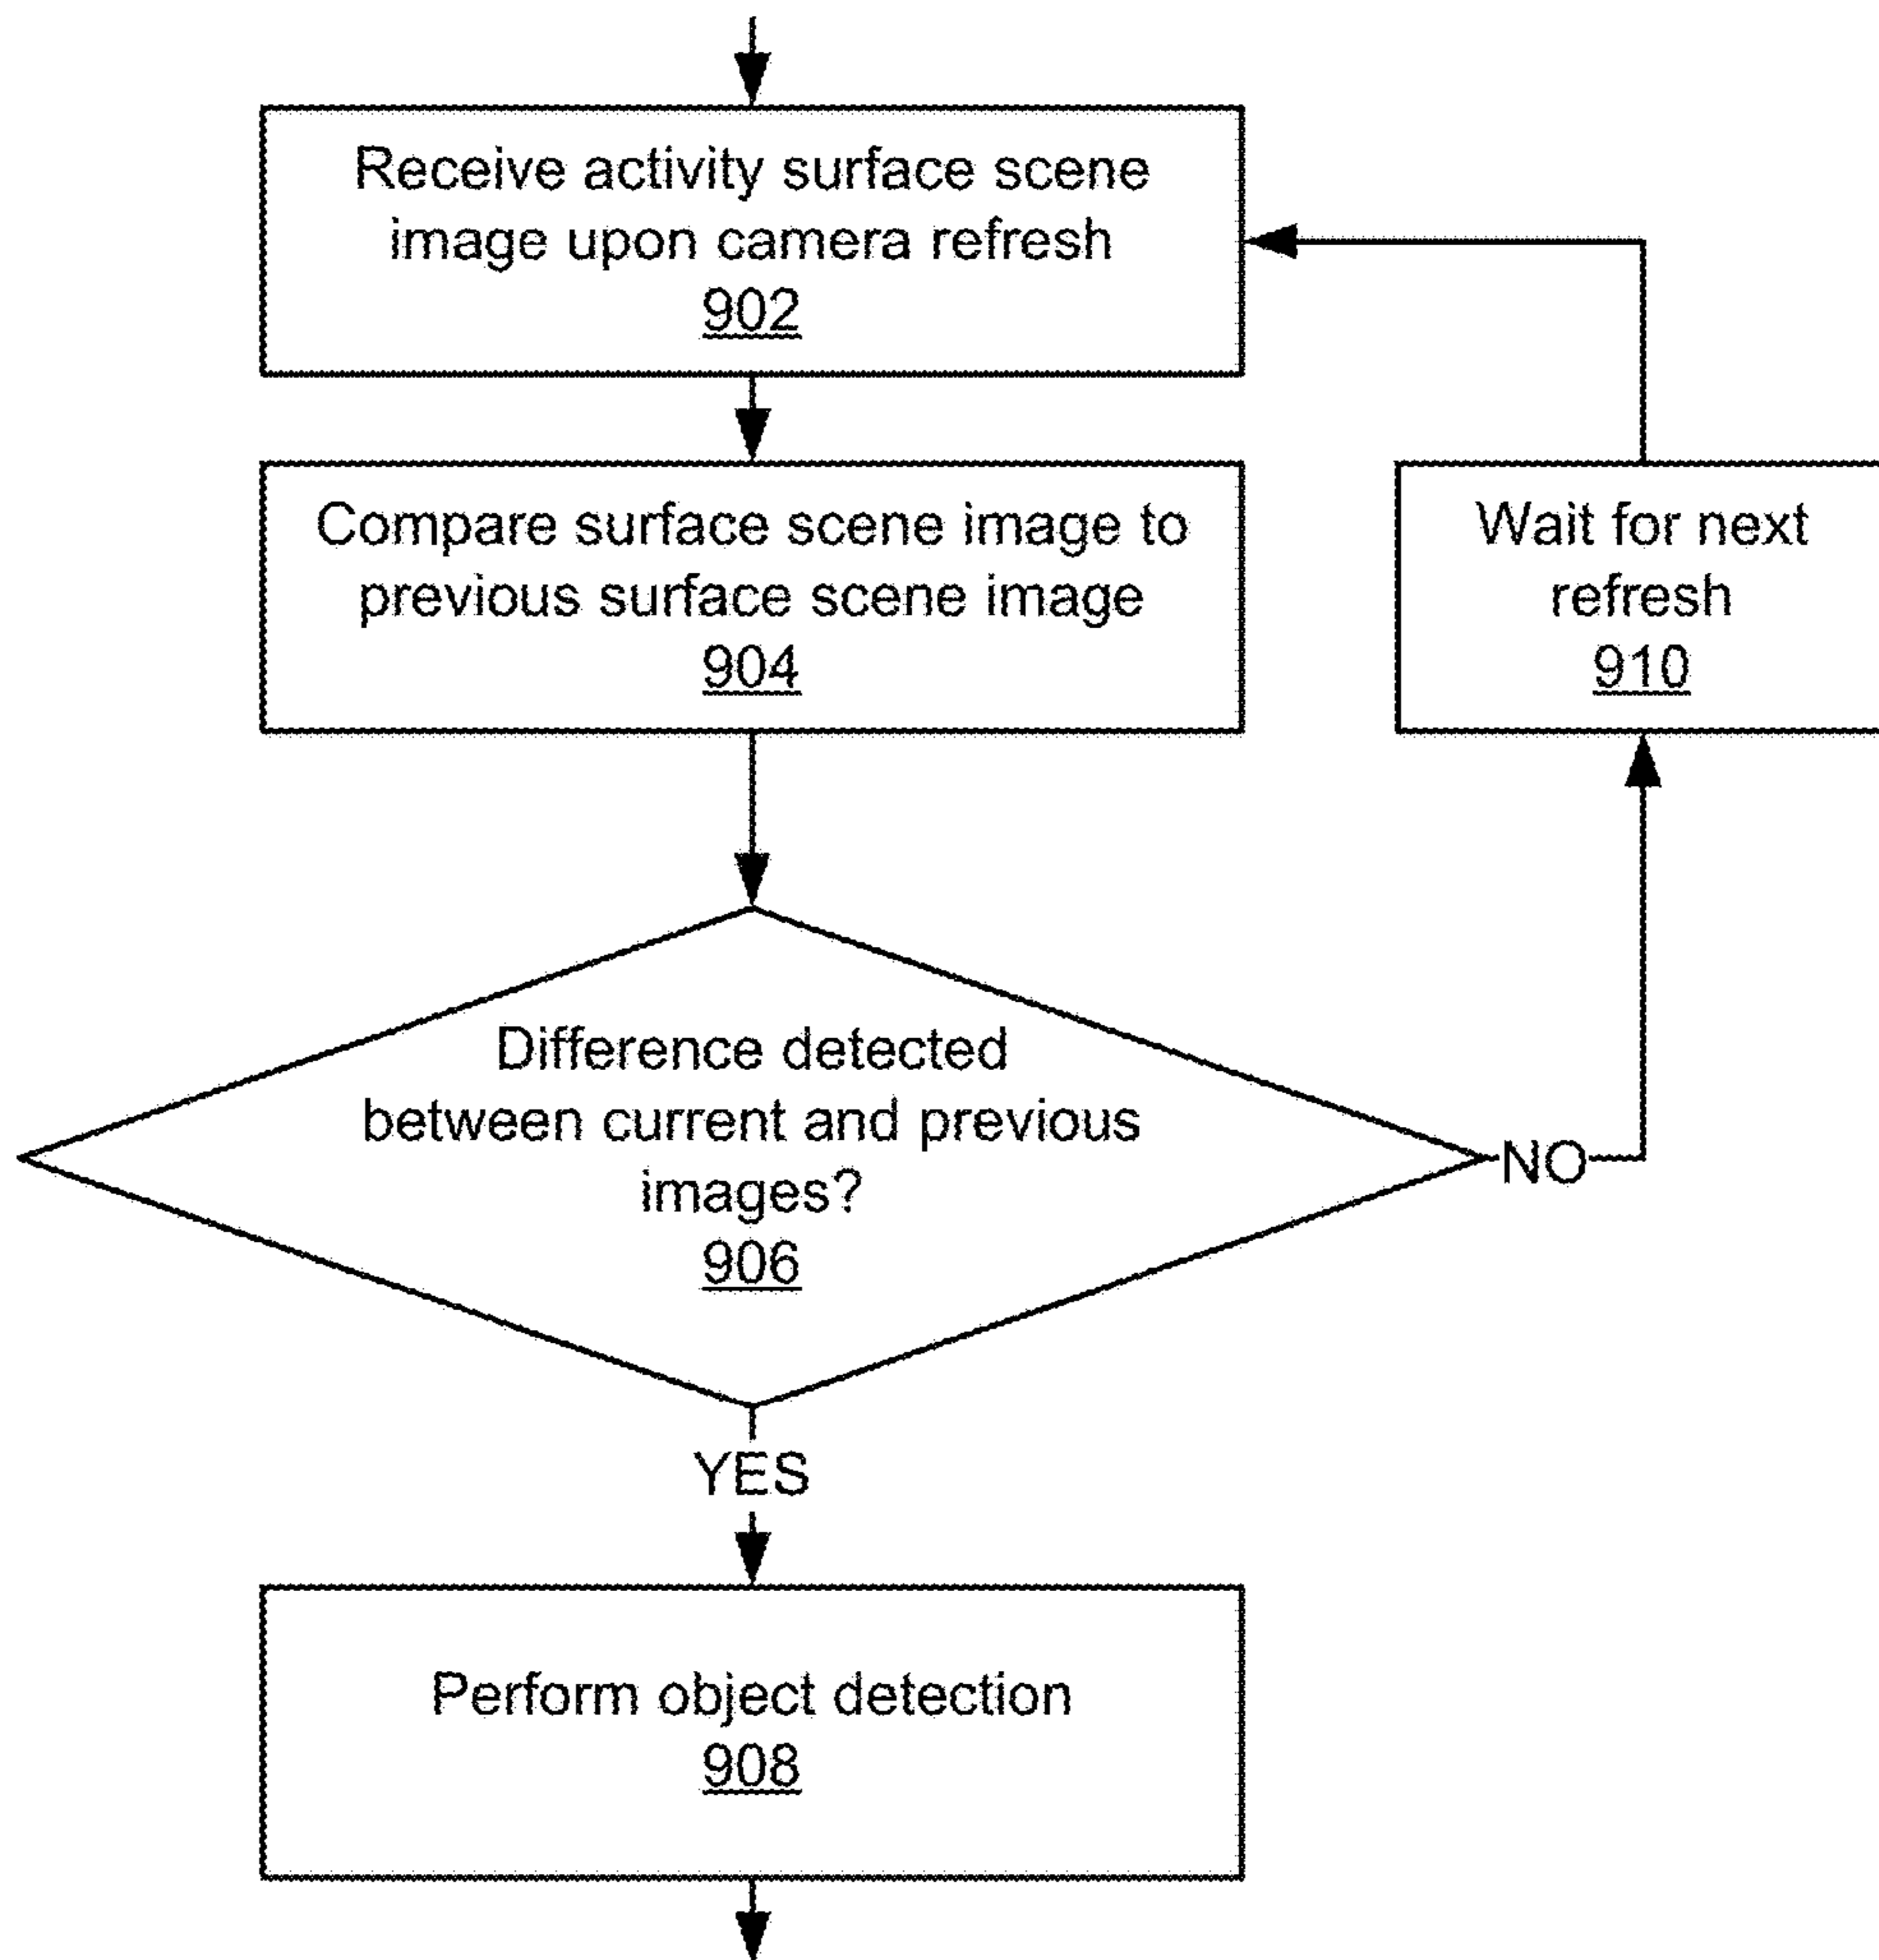 Receive activity surface scene
image upon camera refresh
902
Compare surface scene image to
previous surface scene image
904
Wait for next
refresh
910
Difference detected
between current and previous
images?
906
NO
YES
Perform object detection
908